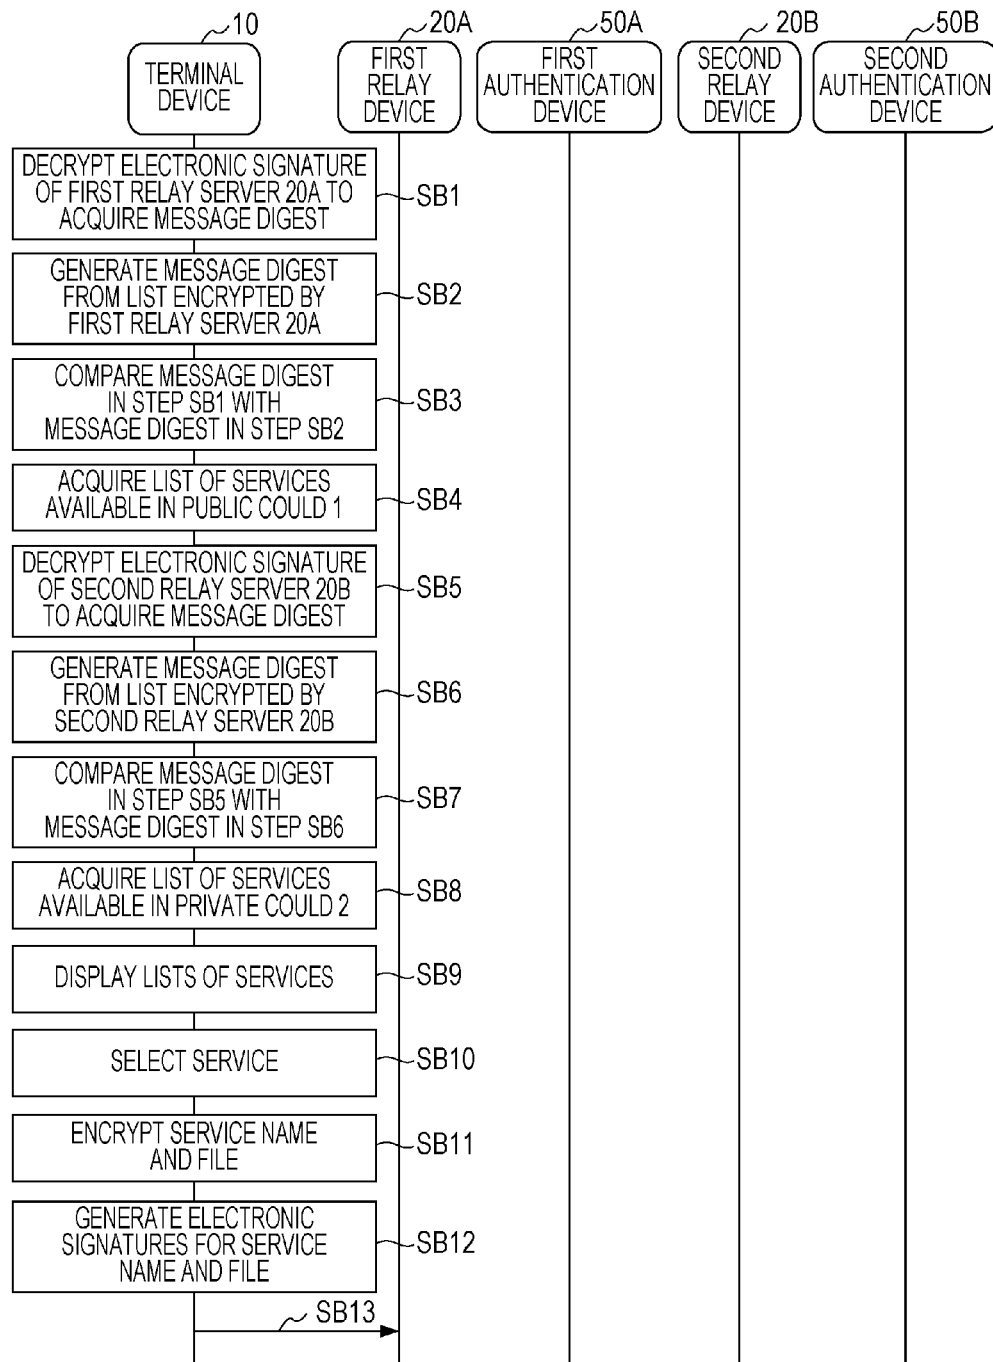 10
20A
50A
20B
50B
TERMINAL
DEVICE
FIRST
RELAY
DEVICE
FIRST
AUTHENTICATION
DEVICE
SECOND
RELAY
DEVICE
SECOND
AUTHENTICATION
DEVICE
DECRYPT ELECTRONIC SIGNATURE
OF FIRST RELAY SERVER 20A TO
ACQUIRE MESSAGE DIGEST
SB1
GENERATE MESSAGE DIGEST
FROM LIST ENCRYPTED BY
FIRST RELAY SERVER 20A
SB2
COMPARE MESSAGE DIGEST
IN STEP SB1 WITH
MESSAGE DIGEST IN STEP SB2
SB3
ACQUIRE LIST OF SERVICES
AVAILABLE IN PUBLIC COULD 1
SB4
DECRYPT ELECTRONIC SIGNATURE
OF SECOND RELAY SERVER 20B
TO ACQUIRE MESSAGE DIGEST
SB5
GENERATE MESSAGE DIGEST
FROM LIST ENCRYPTED BY
SECOND RELAY SERVER 20B
SB6
COMPARE MESSAGE DIGEST
IN STEP SB5 WITH
MESSAGE DIGEST IN STEP SB6
SB7
ACQUIRE LIST OF SERVICES
AVAILABLE IN PRIVATE COULD 2
SB8
DISPLAY LISTS OF SERVICES
SB9
SELECT SERVICE
SB10
ENCRYPT SERVICE NAME
AND FILE
SB11
GENERATE ELECTRONIC
SIGNATURES FOR SERVICE
NAME AND FILE
SB12
SB13